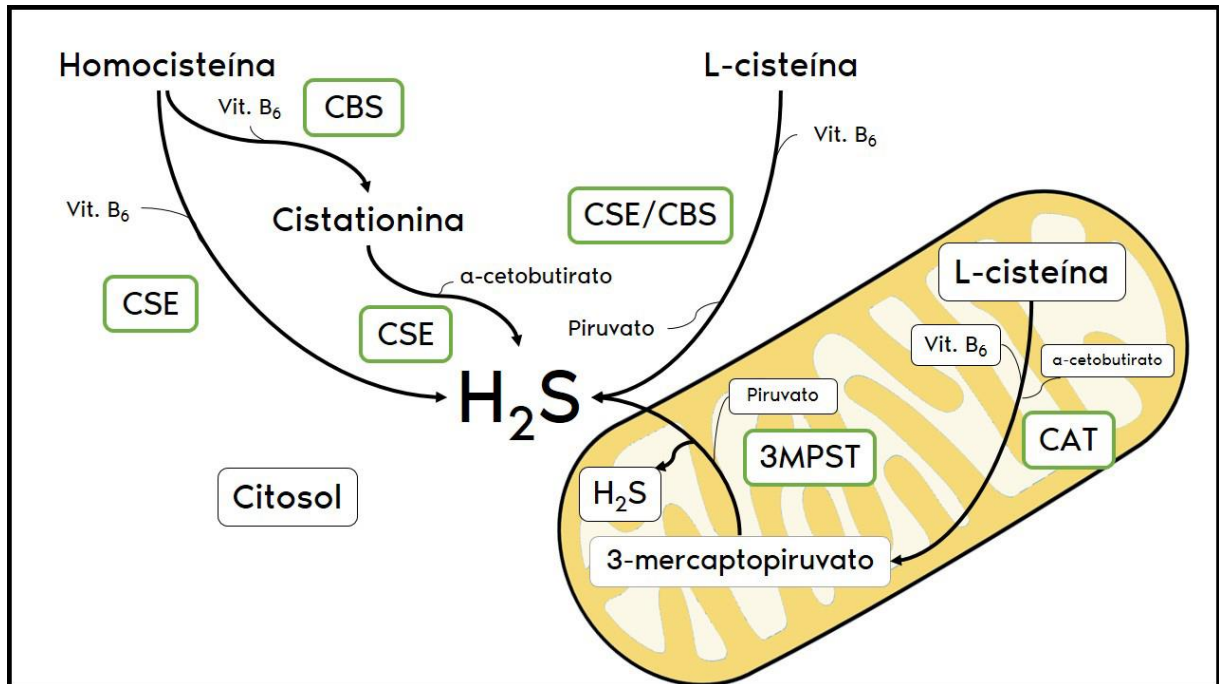 Homocisteína
L-cisteína
Vit. B₆
CBS
Vit. B₆
Vit. B₆
Cistationina
CSE/CBS
CSE
α-cetobutirato
CSE
Piruvato
H₂S
Citosol
L-cisteína
Vit. B₆
α-cetobutirato
CAT
Piruvato
3MPST
H₂S
3-mercaptopiruvato